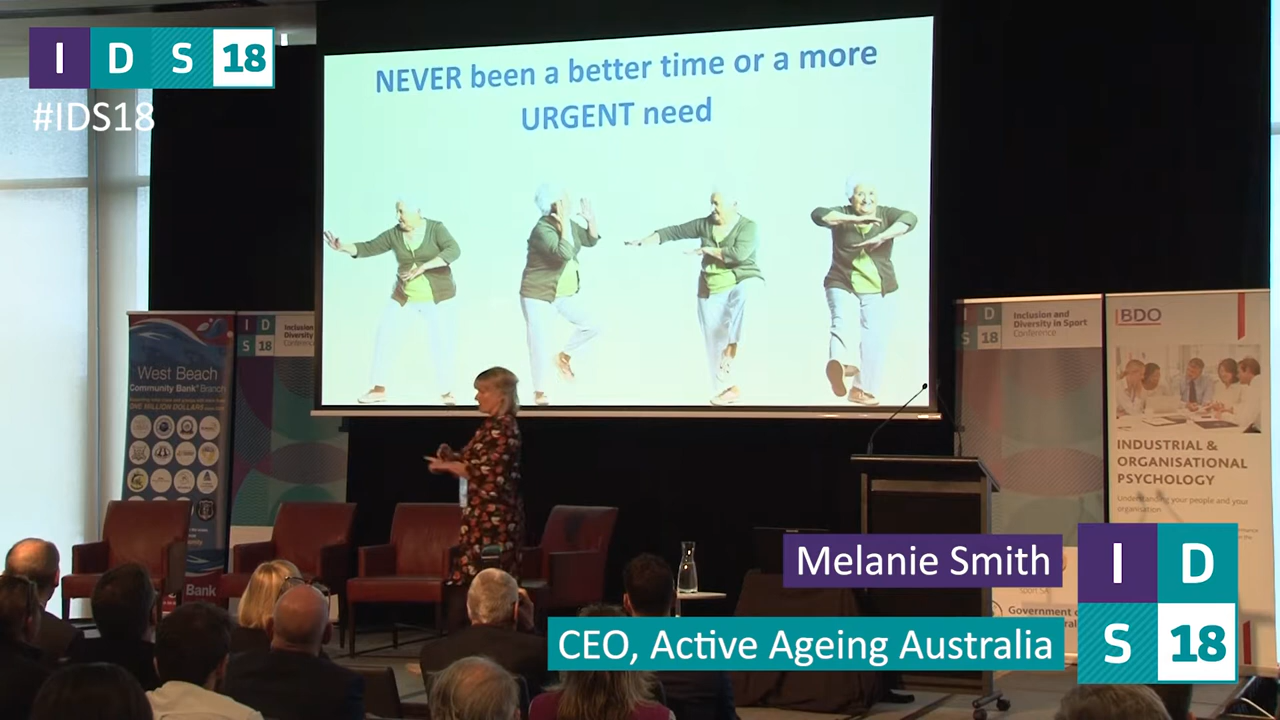 IDS18
#IDS18
NEVER been a better time or a more
URGENT need
West Beach
Community Bank® Branch
ONE MILLION DOLLARS
Bank
I D
S 18
Inclusion
Diversity
Conference
I D
S 18
Inclusion and
Diversity in Sport
Conference
BDO
INDUSTRIAL &
ORGANISATIONAL
PSYCHOLOGY
Understanding your people and your
organisation
Government
Melanie Smith
CEO, Active Ageing Australia
I D
S 18